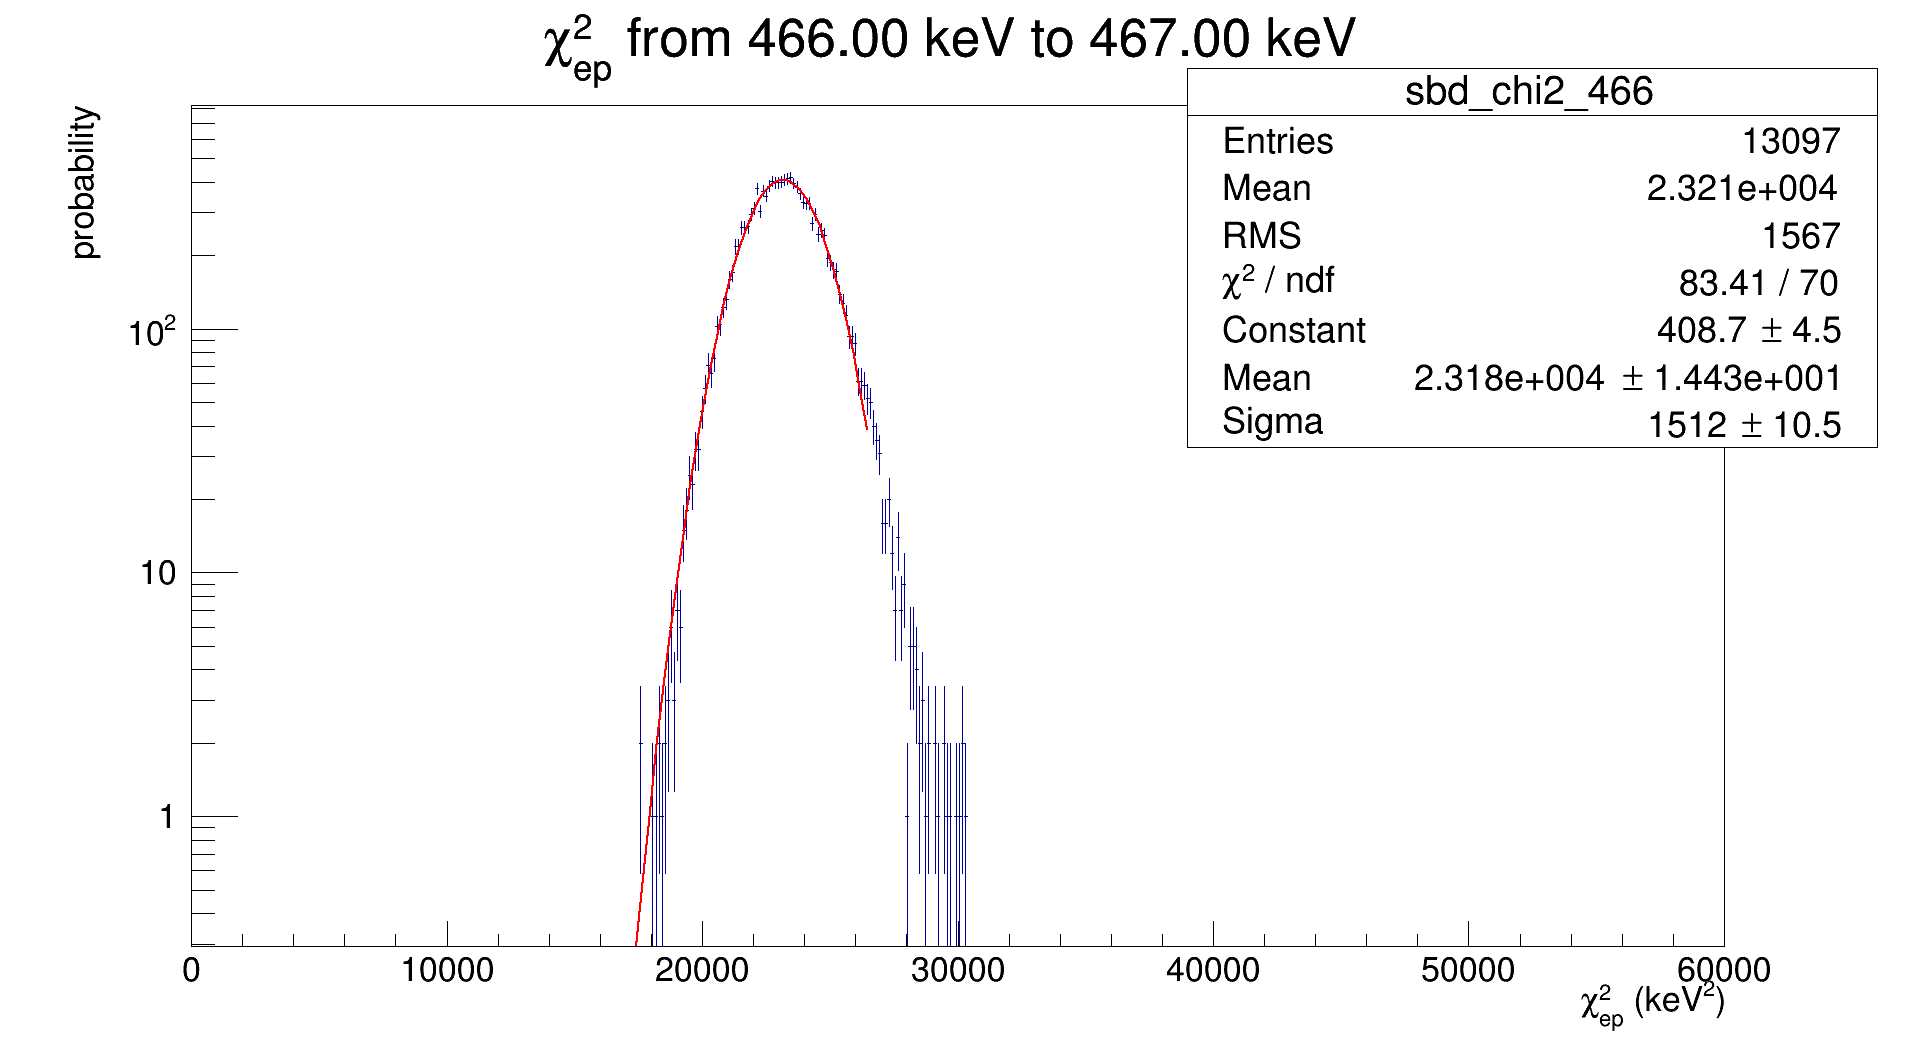 χ²ep from 466.00 keV to 467.00 keV
sbd_chi2_466
Entries 13097
Mean 2.321e+004
RMS 1567
χ² / ndf 83.41 / 70
Constant 408.7 ± 4.5
Mean 2.318e+004 ± 1.443e+001
Sigma 1512 ± 10.5
probability
10²
10
1
0 10000 20000 30000 40000 50000 60000
χ²ep (keV²)